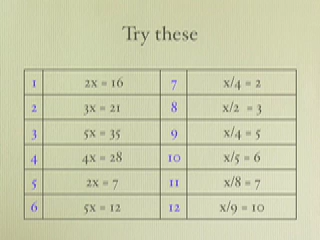 Try these
1 2x = 16 7 x/4 = 2
2 3x = 21 8 x/2 = 3
3 5x = 35 9 x/4 = 5
4 4x = 28 10 x/5 = 6
5 2x = 7 11 x/8 = 7
6 5x = 12 12 x/9 = 10